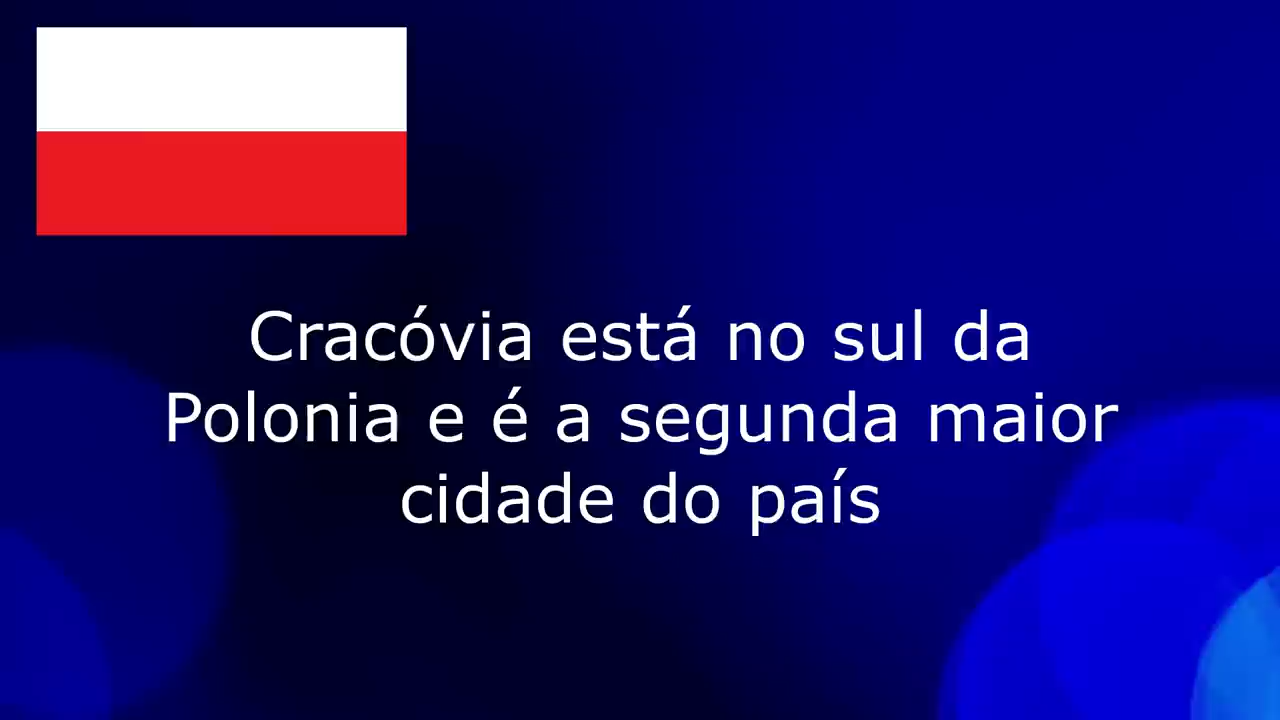 Cracóvia está no sul da
Polonia e é a segunda maior
cidade do país